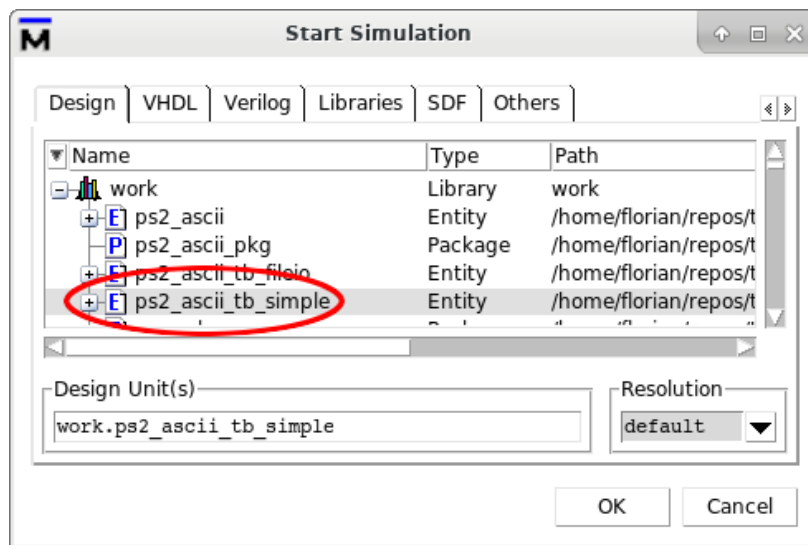 M Start Simulation
Design VHDL Verilog Libraries SDF Others
Name Type Path
work Library work
ps2_ascii Entity /home/florian/repos/t
ps2_ascii_pkg Package /home/florian/repos/t
ps2_ascii_tb_fileio Entity /home/florian/repos/t
ps2_ascii_tb_simple Entity /home/florian/repos/t
Design Unit(s) Resolution
work.ps2_ascii_tb_simple default
OK Cancel